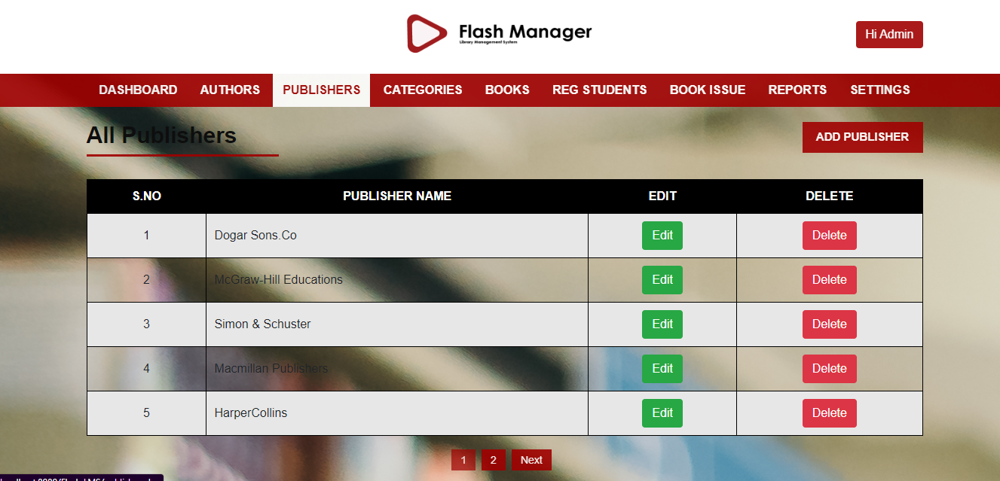 Flash Manager
Library Management System
Hi Admin
DASHBOARD AUTHORS PUBLISHERS CATEGORIES BOOKS REG STUDENTS BOOK ISSUE REPORTS SETTINGS
All Publishers
ADD PUBLISHER
S.NO PUBLISHER NAME EDIT DELETE
1 Dogar Sons.Co Edit Delete
2 McGraw-Hill Educations Edit Delete
3 Simon & Schuster Edit Delete
4 Macmillan Publishers Edit Delete
5 HarperCollins Edit Delete
1 2 Next